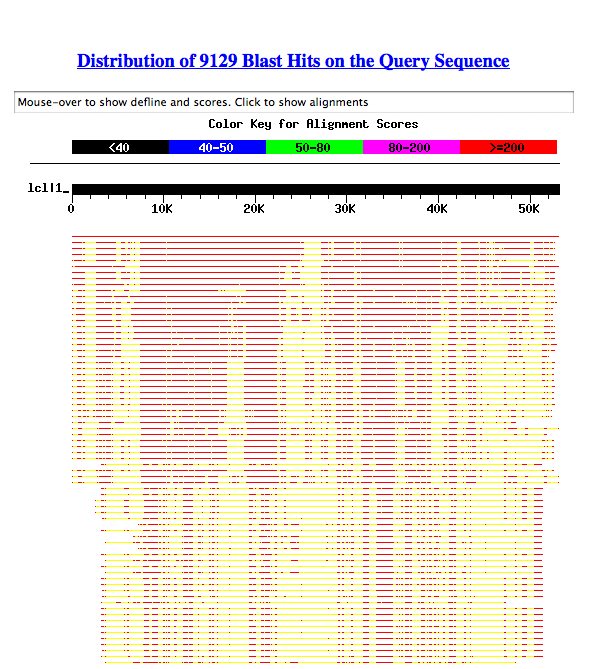 Distribution of 9129 Blast Hits on the Query Sequence
Mouse-over to show defline and scores. Click to show alignments
Color Key for Alignment Scores
<40 40-50 50-80 80-200 >=200
lcl|1_
0 10K 20K 30K 40K 50K